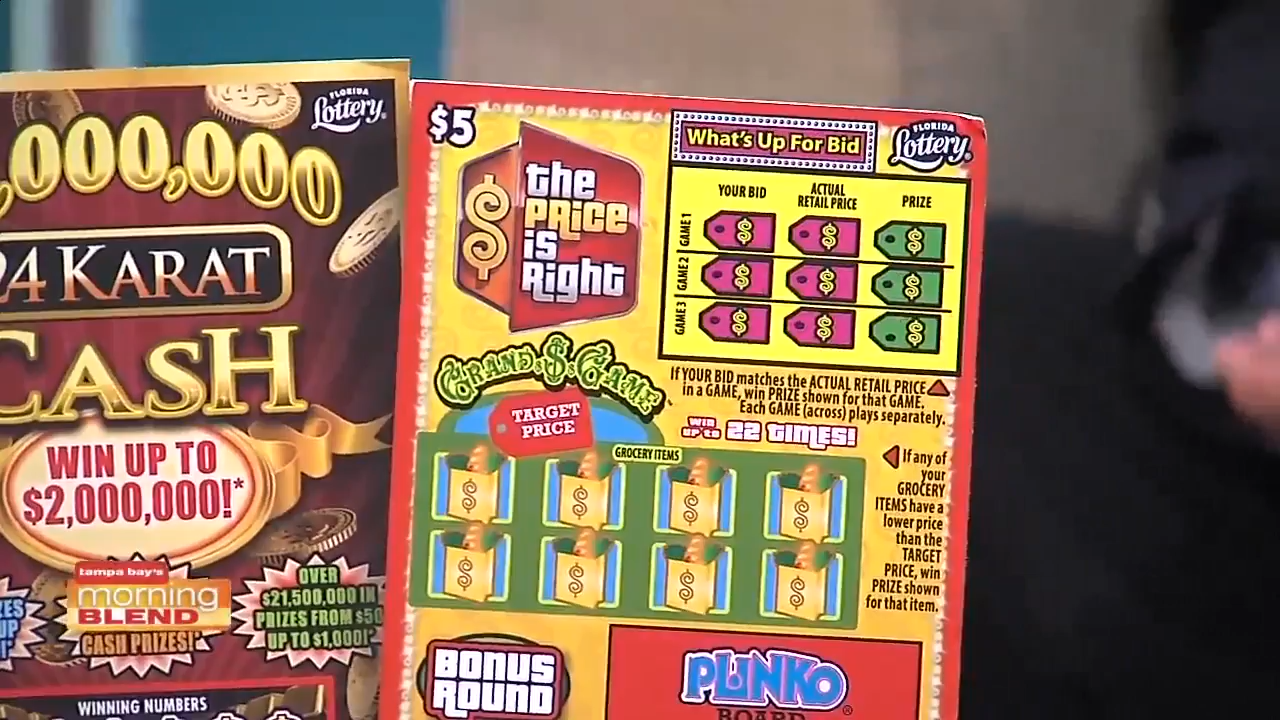 FLORIDA
Lottery
,000,000
24 KARAT
CASH
WIN UP TO
$2,000,000!*
OVER
$21,500,000 IN
PRIZES FROM $50
UP TO $1,000!
CASH PRIZES!*
WINNING NUMBERS
tampa bay's
morning
BLEND
$5
the
PRICE
is
Right
What's Up For Bid
FLORIDA
Lottery
YOUR BID
ACTUAL
RETAIL PRICE
PRIZE
GAME 1
GAME 2
GAME 3
If YOUR BID matches the ACTUAL RETAIL PRICE
in a GAME, win PRIZE shown for that GAME.
Each GAME (across) plays separately.
WIN
UP TO 22 TIMES!
GRAND $ GAME
TARGET
PRICE
GROCERY ITEMS
If any of
your
GROCERY
ITEMS have a
lower price
than the
TARGET
PRICE, win
PRIZE shown
for that item.
BONUS
ROUND
PLINKO
BOARD